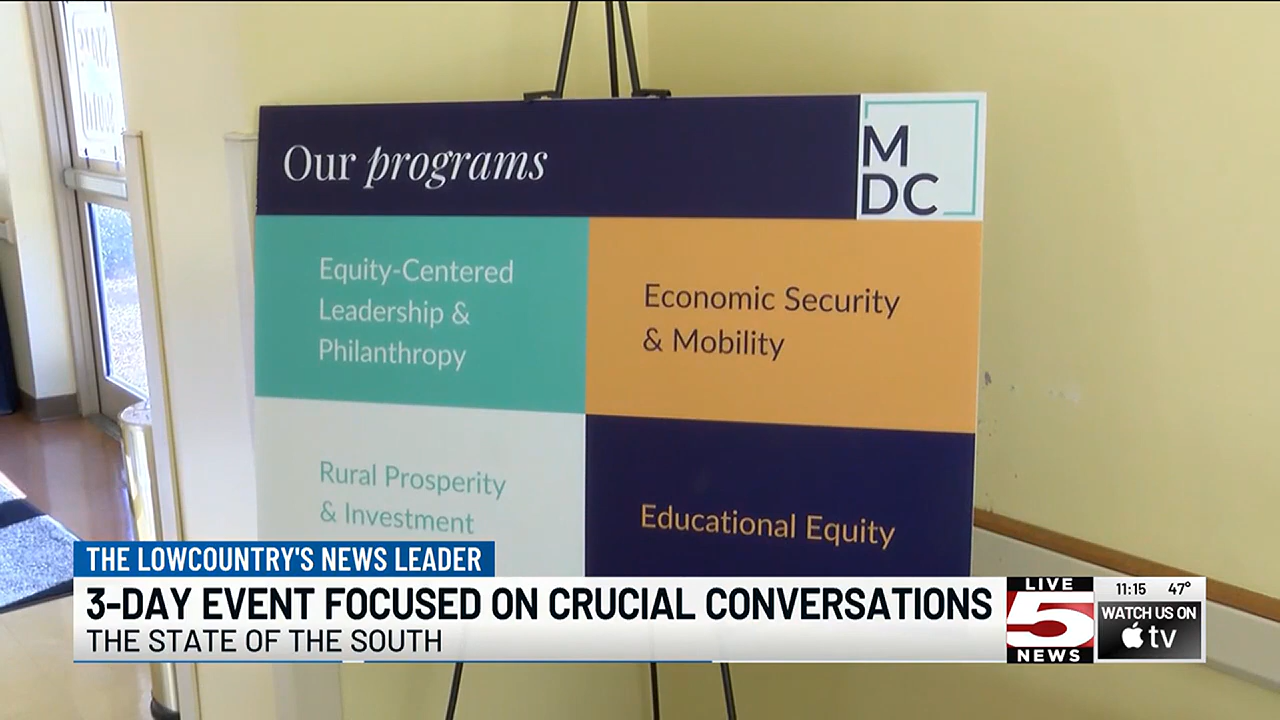 Our programs
M
DC
Equity-Centered
Leadership &
Philanthropy
Economic Security
& Mobility
Rural Prosperity
& Investment
Educational Equity
THE LOWCOUNTRY'S NEWS LEADER
3-DAY EVENT FOCUSED ON CRUCIAL CONVERSATIONS
THE STATE OF THE SOUTH
LIVE
5
NEWS
11:15 47°
WATCH US ON
tv